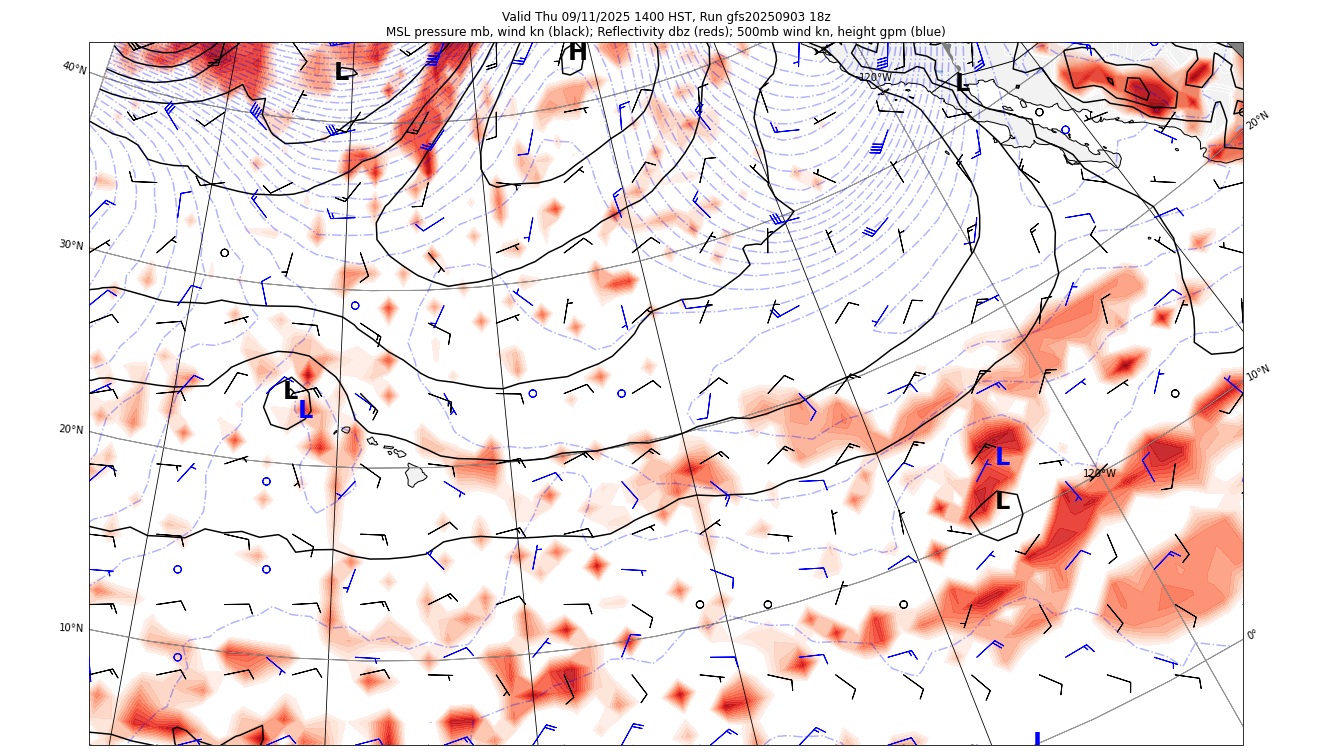 Valid Thu 09/11/2025 1400 HST, Run gfs20250903 18z
MSL pressure mb, wind kn (black); Reflectivity dbz (reds); 500mb wind kn, height gpm (blue)
H
40°N
L
120°W
L
20°N
30°N
10°N
L
L
20°N
L
120°W
L
10°N
0°
L